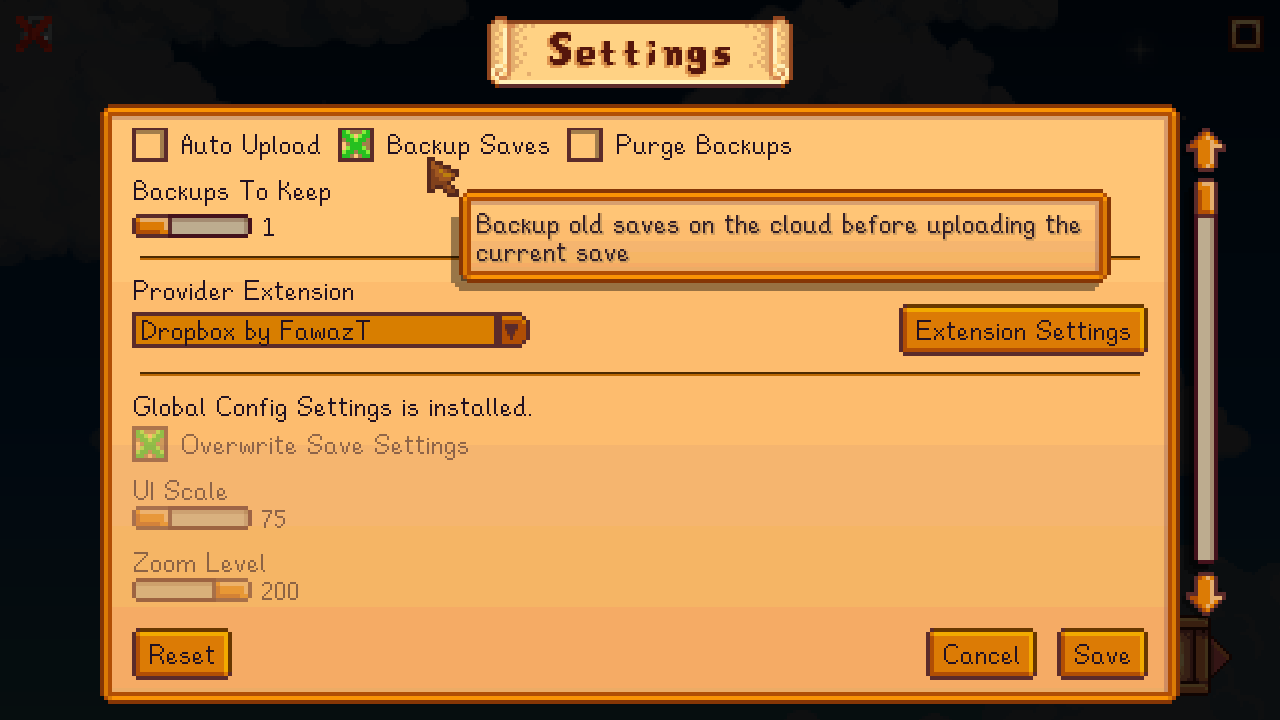 Settings
Auto Upload Backup Saves Purge Backups
Backups To Keep
1
Backup old saves on the cloud before uploading the
current save
Provider Extension
Dropbox by FawazT
Extension Settings
Global Config Settings is installed.
Overwrite Save Settings
UI Scale
75
Zoom Level
200
Reset Cancel Save